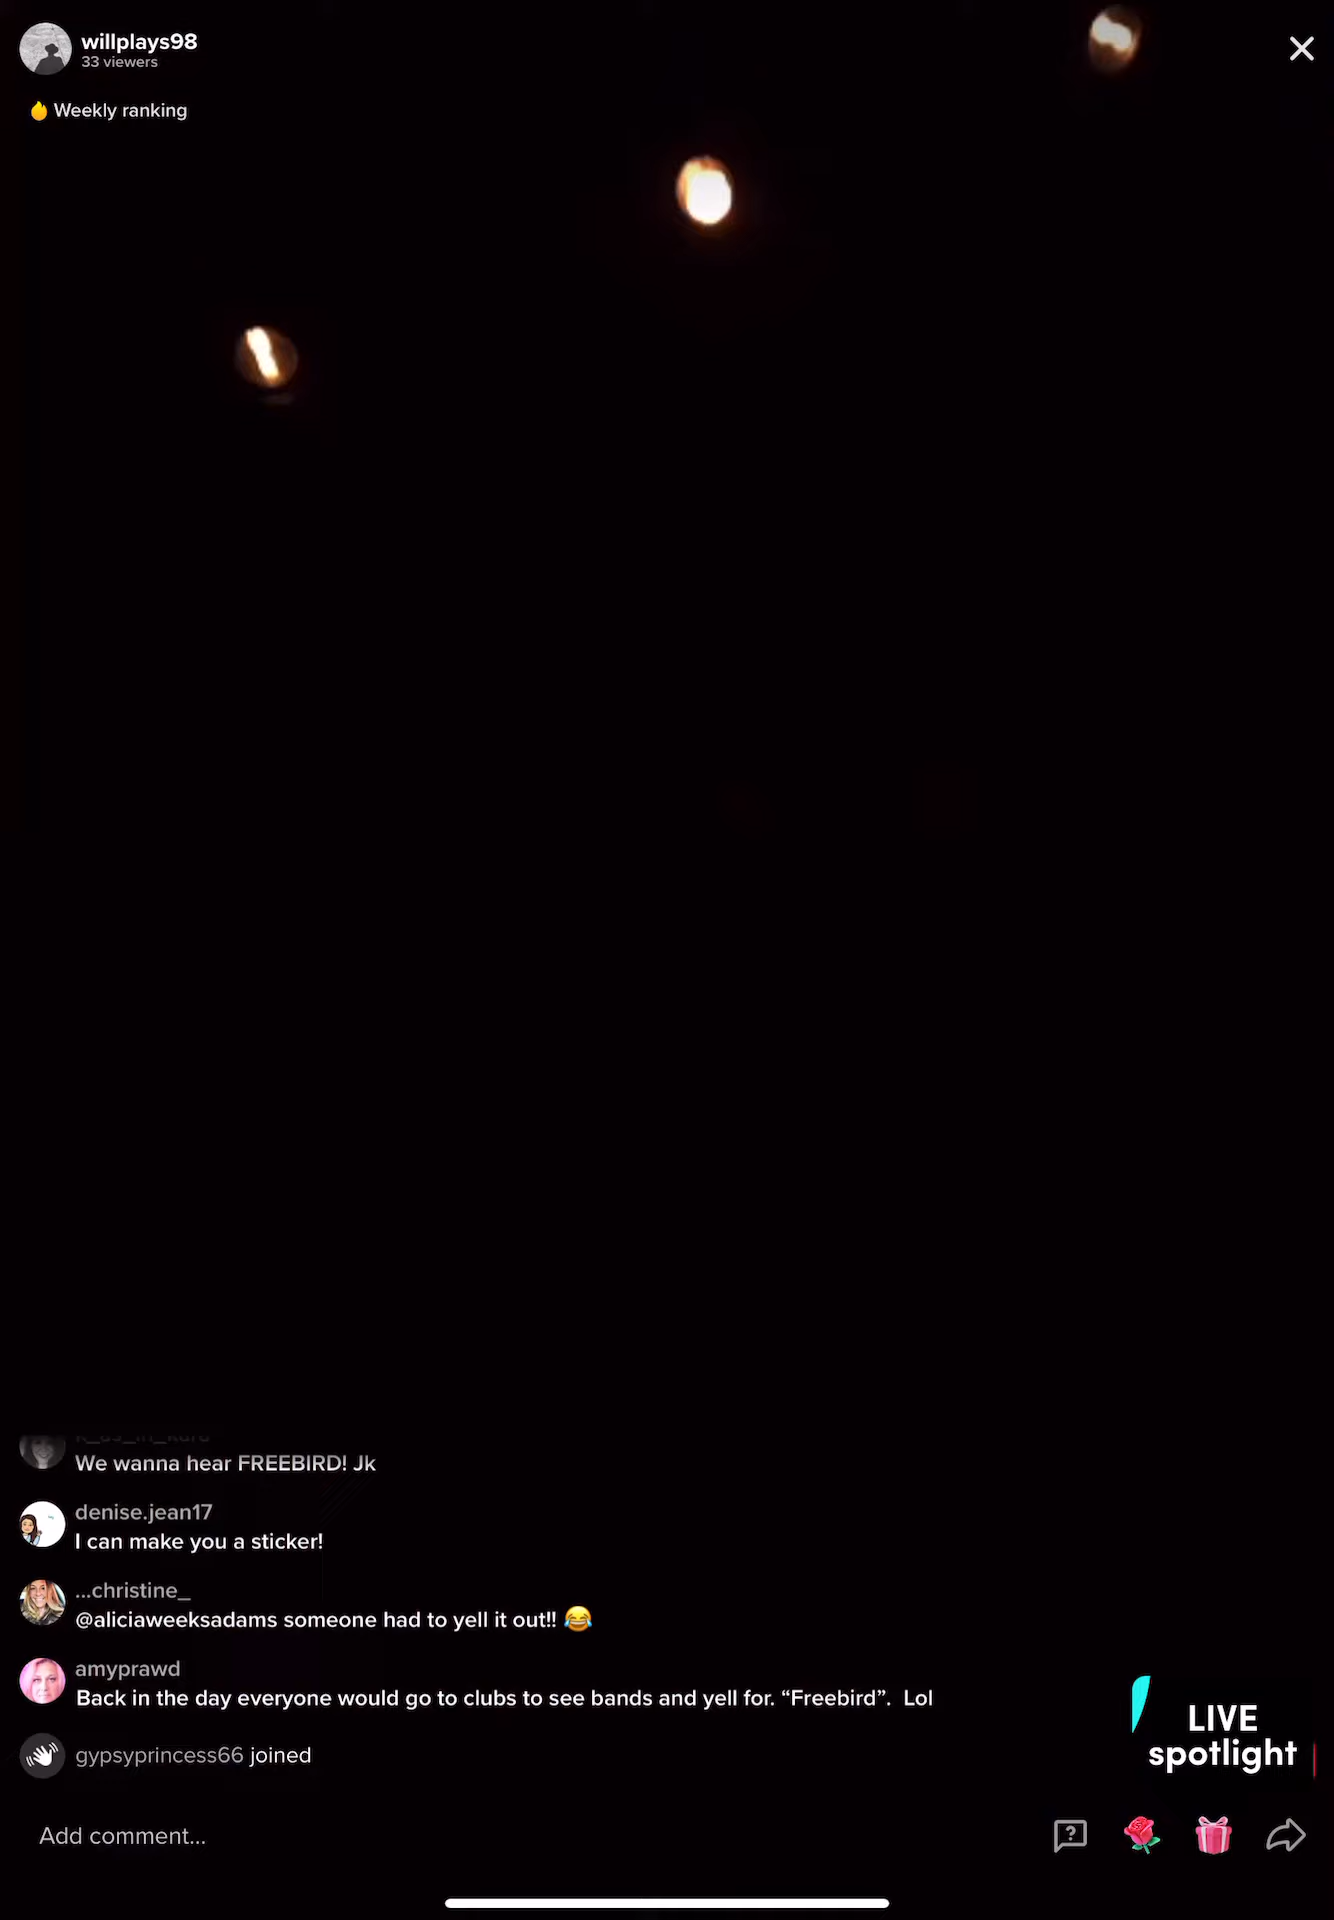 willplays98
33 viewers
Weekly ranking
We wanna hear FREEBIRD! Jk
denise.jean17
I can make you a sticker!
...christine_
@aliciaweeksadams someone had to yell it out!! 😂
amyprawd
Back in the day everyone would go to clubs to see bands and yell for. “Freebird”.  Lol
gypsyprincess66 joined
LIVE
spotlight
Add comment...